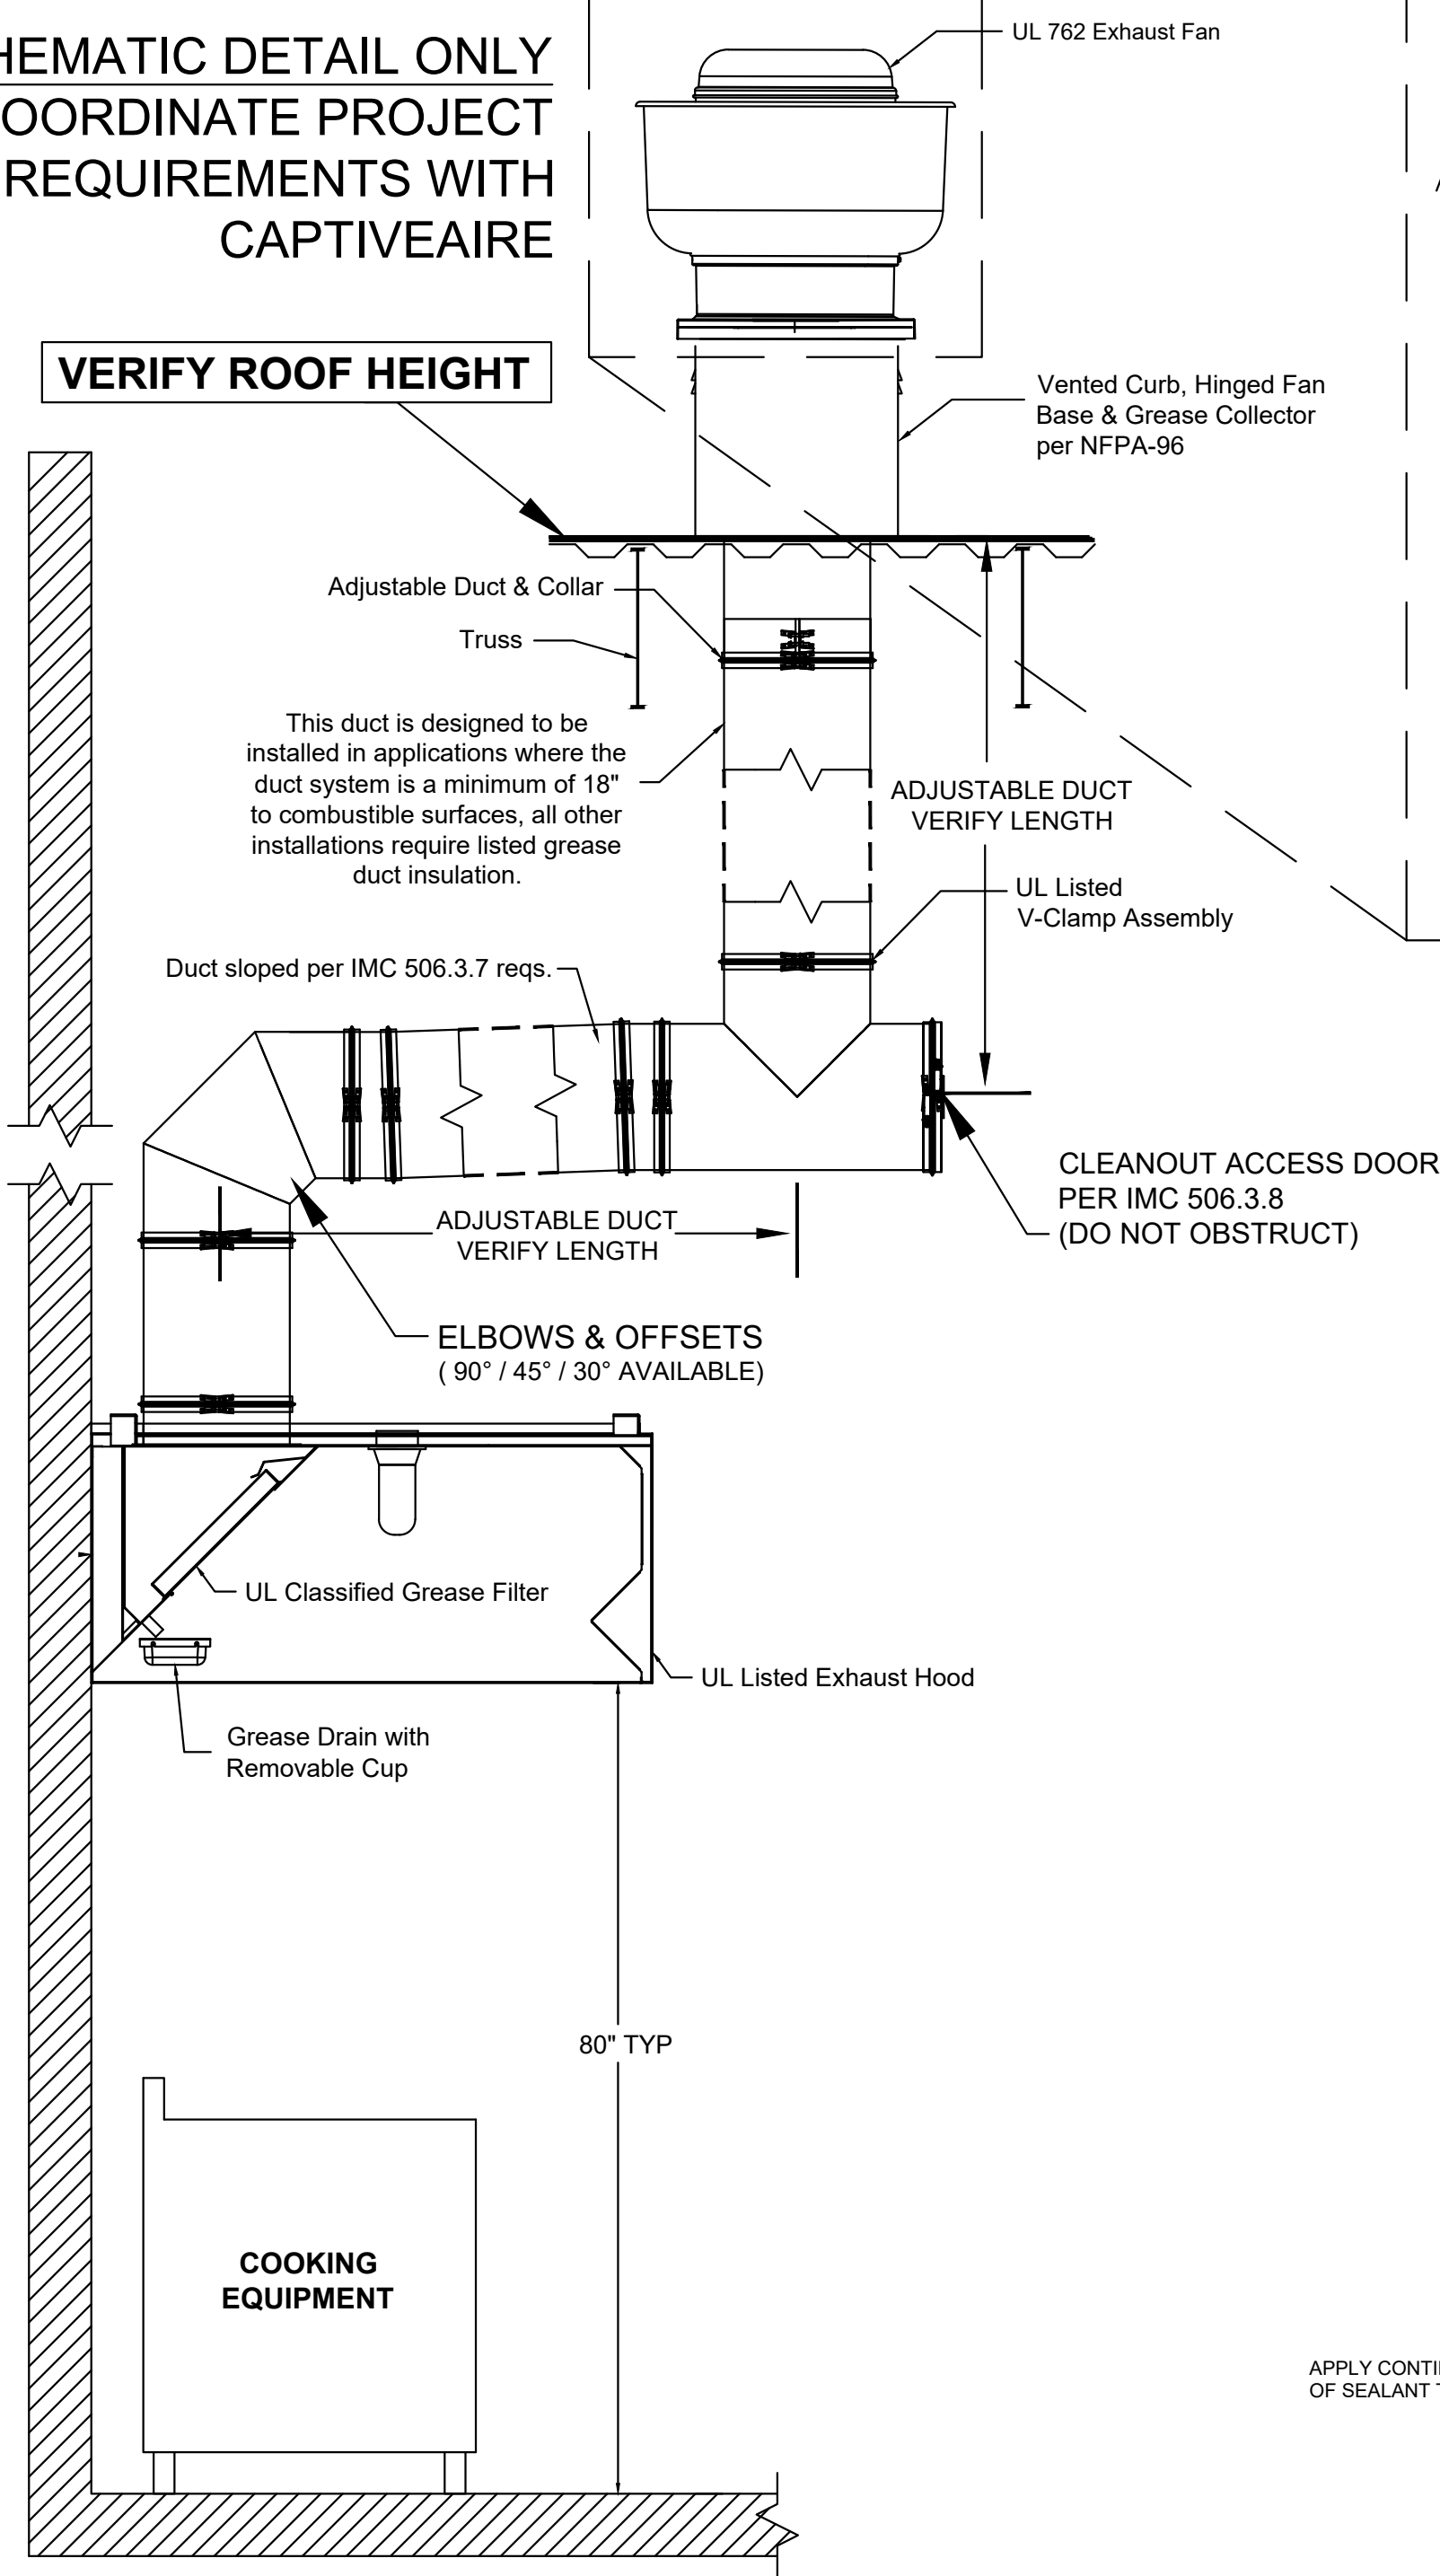 HEMATIC DETAIL ONLY
OORDINATE PROJECT
REQUIREMENTS WITH
CAPTIVEAIRE
UL 762 Exhaust Fan
VERIFY ROOF HEIGHT
Vented Curb, Hinged Fan
Base & Grease Collector
per NFPA-96
Adjustable Duct & Collar
Truss
This duct is designed to be
installed in applications where the
duct system is a minimum of 18"
to combustible surfaces, all other
installations require listed grease
duct insulation.
ADJUSTABLE DUCT
VERIFY LENGTH
UL Listed
V-Clamp Assembly
Duct sloped per IMC 506.3.7 reqs.
CLEANOUT ACCESS DOOR
PER IMC 506.3.8
(DO NOT OBSTRUCT)
ADJUSTABLE DUCT
VERIFY LENGTH
ELBOWS & OFFSETS
( 90° / 45° / 30° AVAILABLE)
UL Classified Grease Filter
UL Listed Exhaust Hood
Grease Drain with
Removable Cup
80" TYP
COOKING
EQUIPMENT
APPLY
OF SEALANT